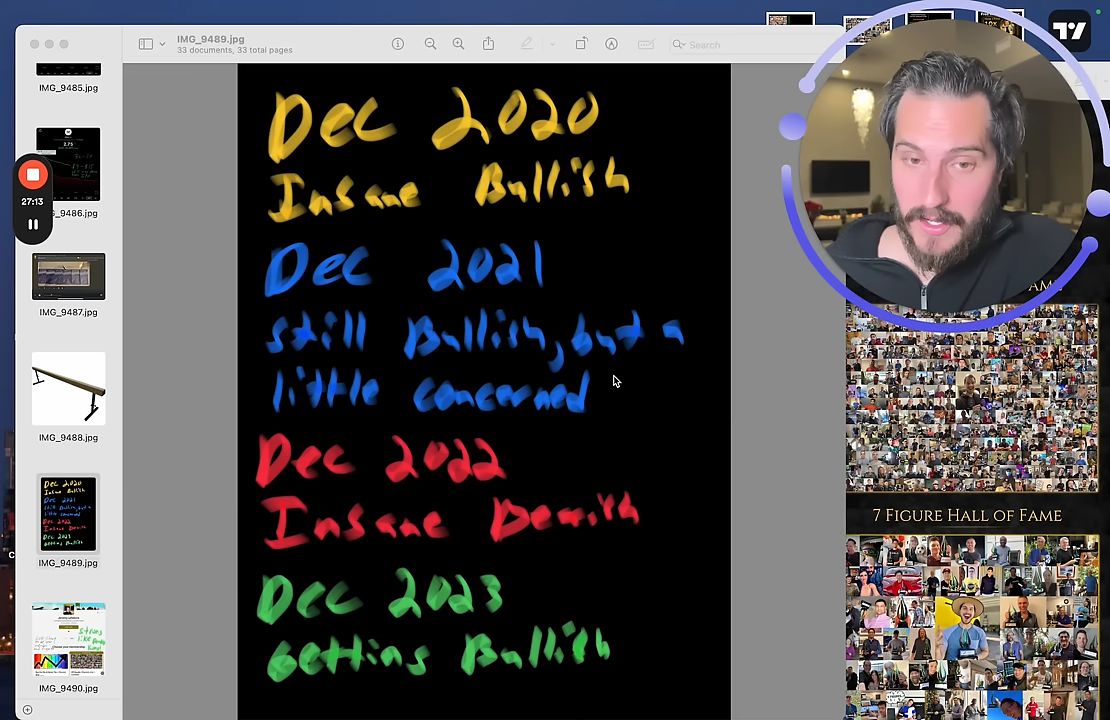 IMG_9489.jpg
33 documents, 33 total pages
Search
IMG_9485.jpg
IMG_9486.jpg
27:13
IMG_9487.jpg
IMG_9488.jpg
IMG_9489.jpg
IMG_9490.jpg
Dec 2020
Insane Bullish
Dec 2021
still Bullish, but a
little concerned
Dec 2022
Insane Berrish
Dec 2023
Getting Bullish
7 Figure Hall of Fame